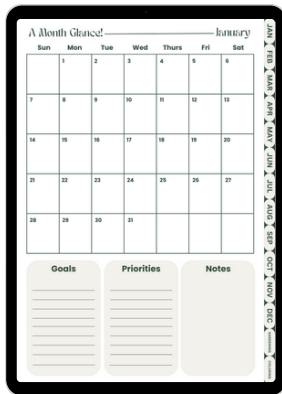 A Month Glance! January
Sun Mon Tue Wed Thurs Fri Sat
1 2 3 4 5 6
7 8 9 10 11 12 13
14 15 16 17 18 19 20
21 22 23 24 25 26 27
28 29 30 31
Goals Priorities Notes
JAN
FEB
MAR
APR
MAY
JUN
JUL
AUG
SEP
OCT
NOV
DEC